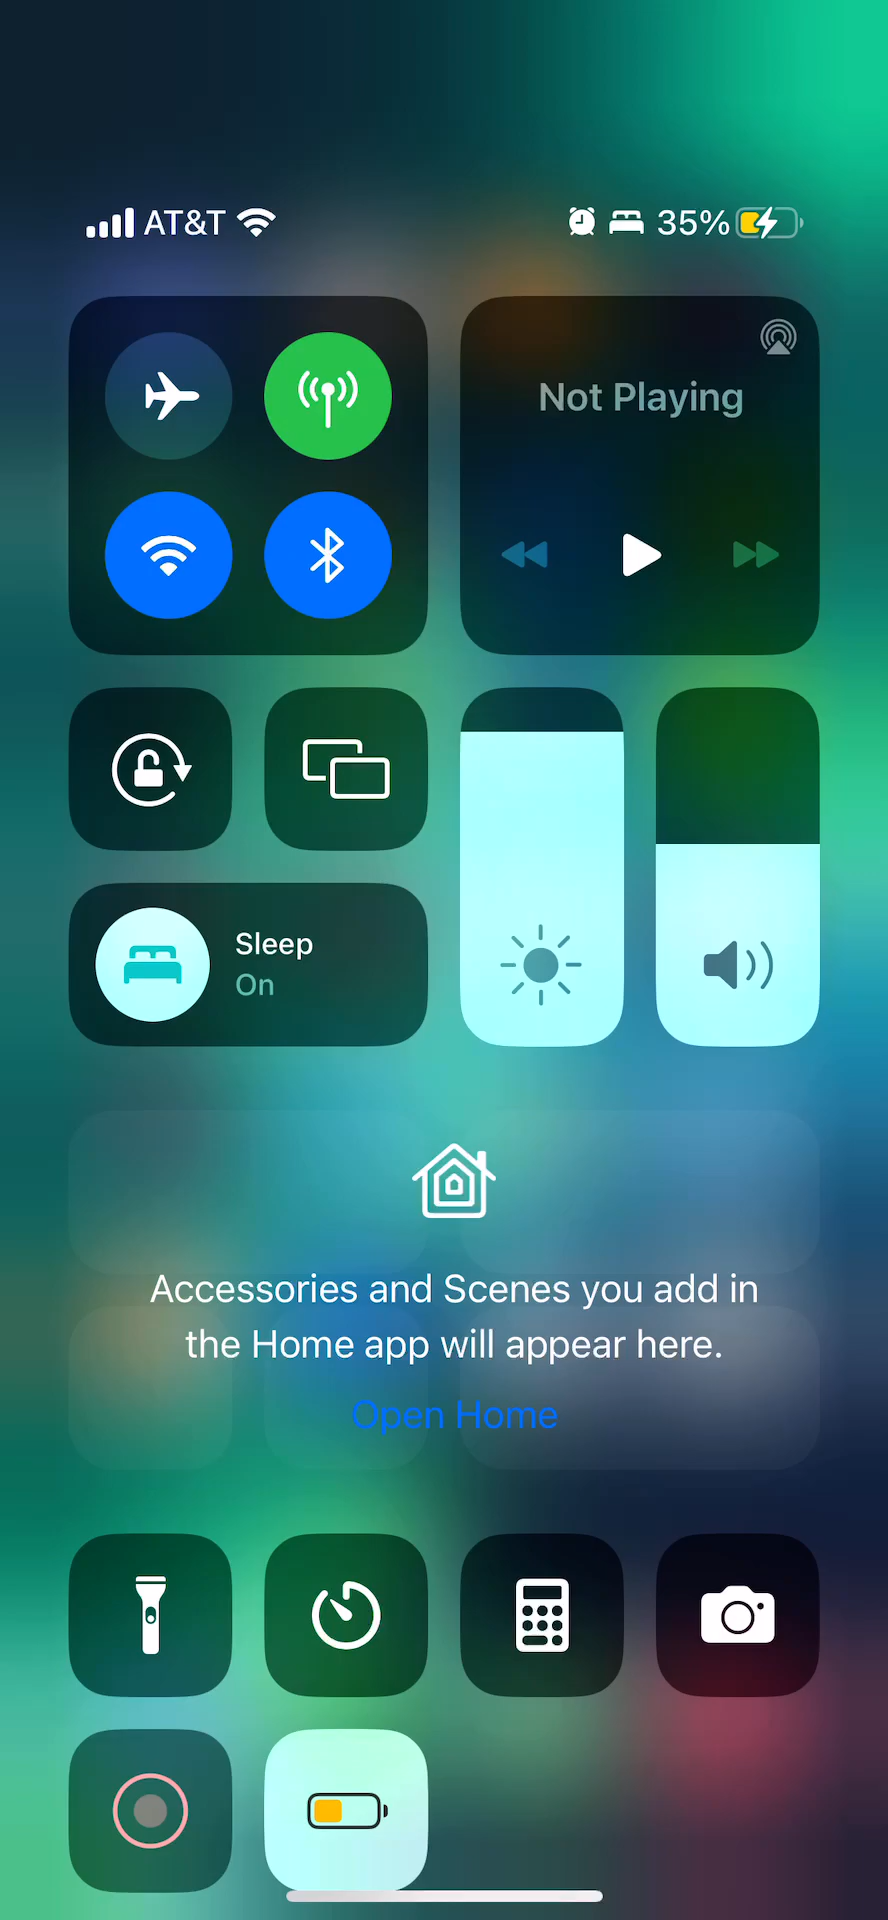 AT&T 35%
Not Playing
Sleep
On
Accessories and Scenes you add in
the Home app will appear here.
Open Home